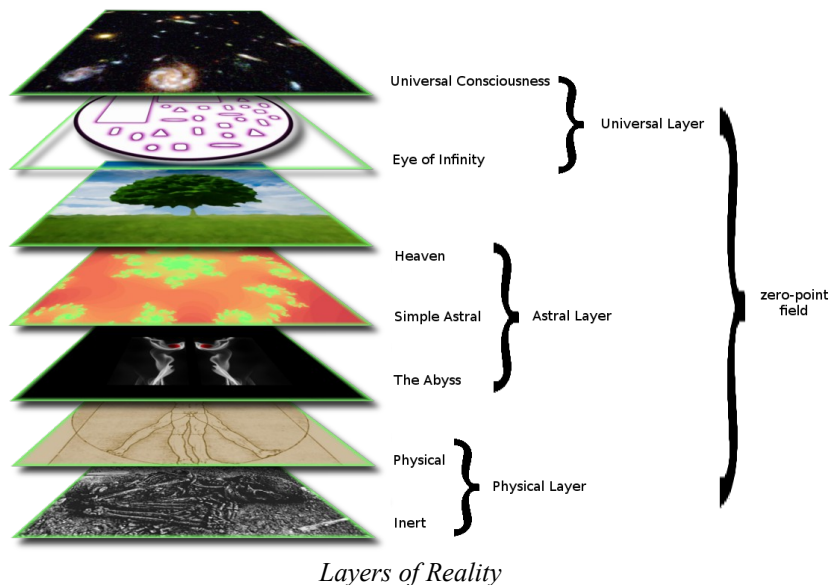 Universal Consciousness
Universal Layer
Eye of Infinity
Heaven
zero-point
field
Simple Astral
Astral Layer
The Abyss
Physical
Physical Layer
Inert
Layers of Reality